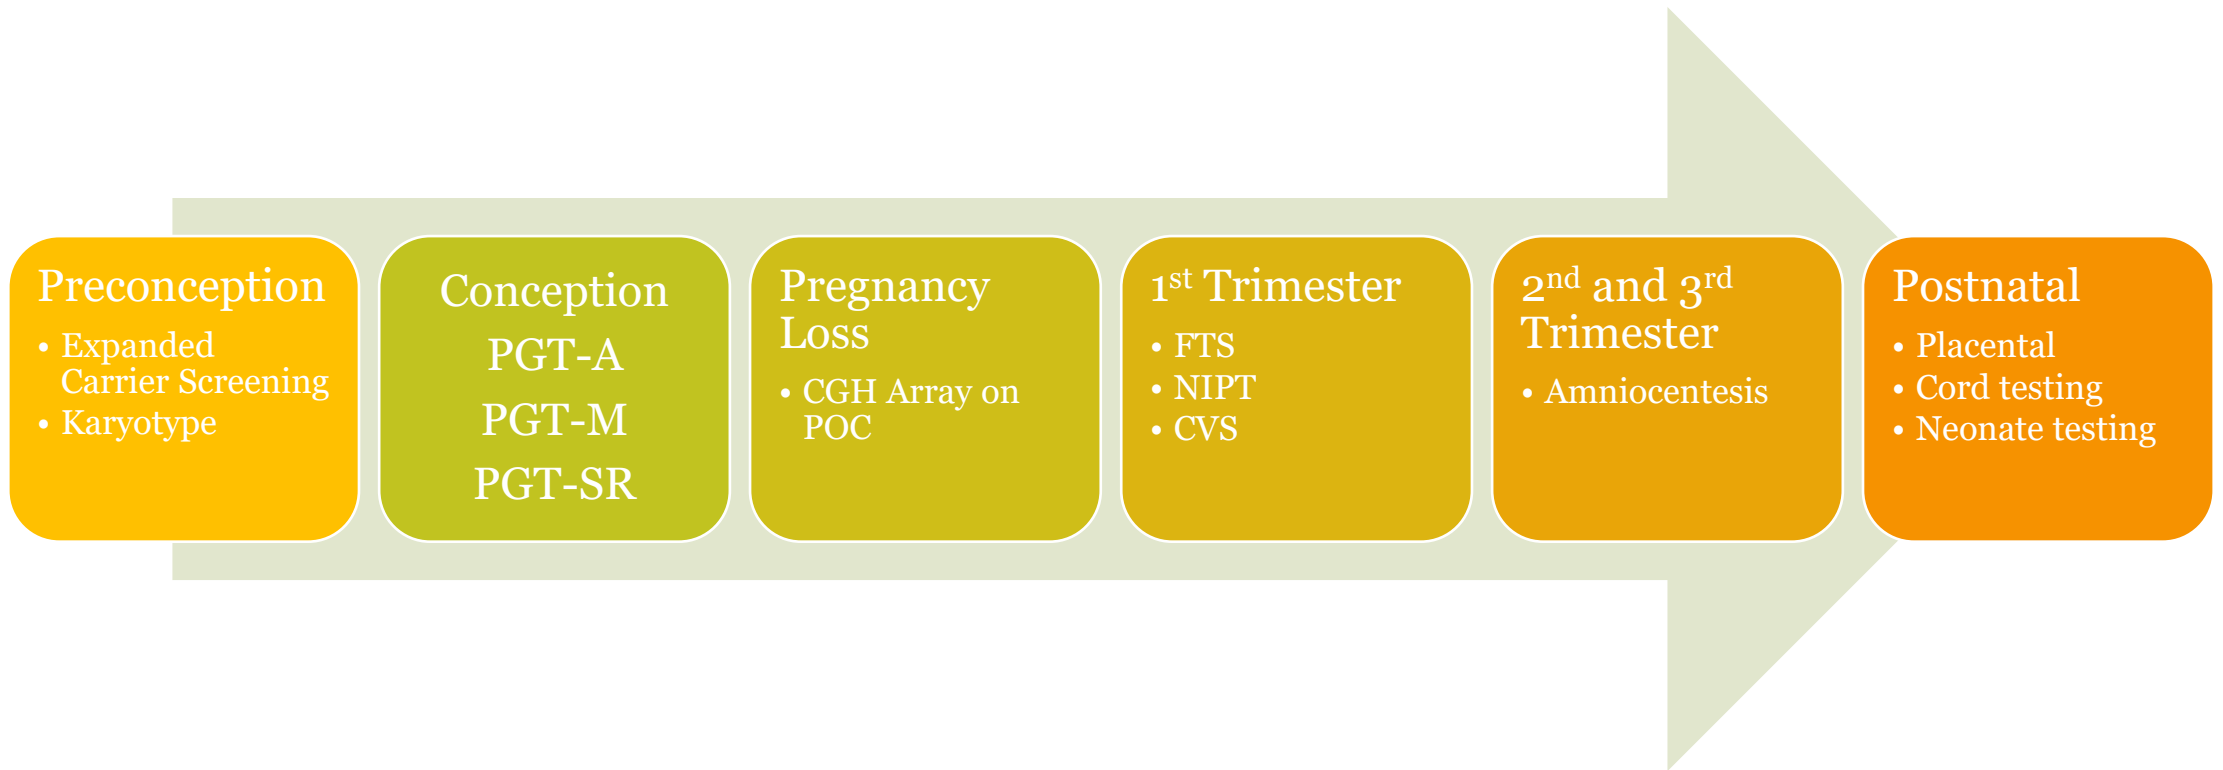 Preconception
• Expanded
Carrier Screening
• Karyotype
Conception
PGT-A
PGT-M
PGT-SR
Pregnancy
Loss
• CGH Array on
POC
1st Trimester
• FTS
• NIPT
• CVS
2nd and 3rd
Trimester
• Amniocentesis
Postnatal
• Placental
• Cord testing
• Neonate testing